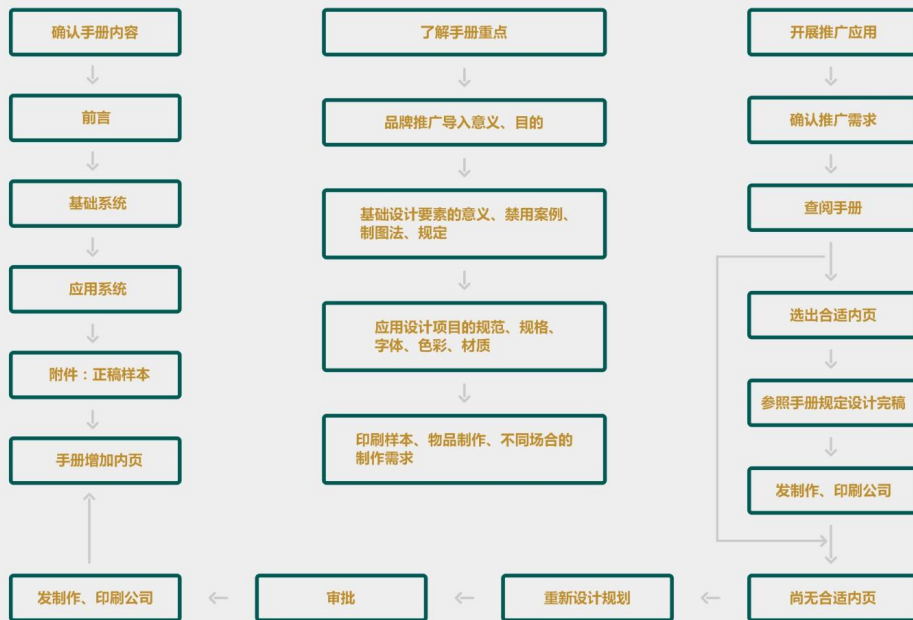 确认手册内容
前言
基础系统
应用系统
附件：正稿样本
手册增加内页
了解手册重点
品牌推广导入意义、目的
基础设计要素的意义、禁用案例、
制图法、规定
应用设计项目的规范、规格、
字体、色彩、材质
印刷样本、物品制作、不同场合的
制作需求
开展推广应用
确认推广需求
查阅手册
选出合适内页
参照手册规定设计完稿
发制作、印刷公司
尚无合适内页
重新设计规划
审批
发制作、印刷公司